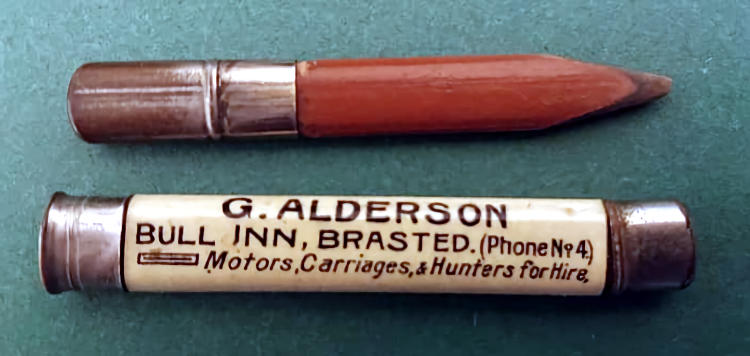 G. ALDERSON
BULL INN, BRASTED. (Phone Nº 4.)
Motors, Carriages, & Hunters for Hire,